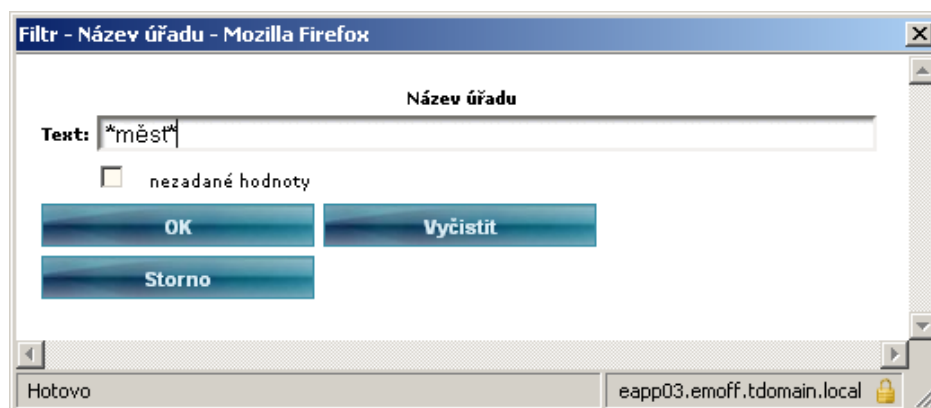 Filtr - Název úřadu - Mozilla Firefox
Název úřadu
Text: *měst*
nezadané hodnoty
OK Vyčistit
Storno
Hotovo eapp03.emoff.tdomain.local